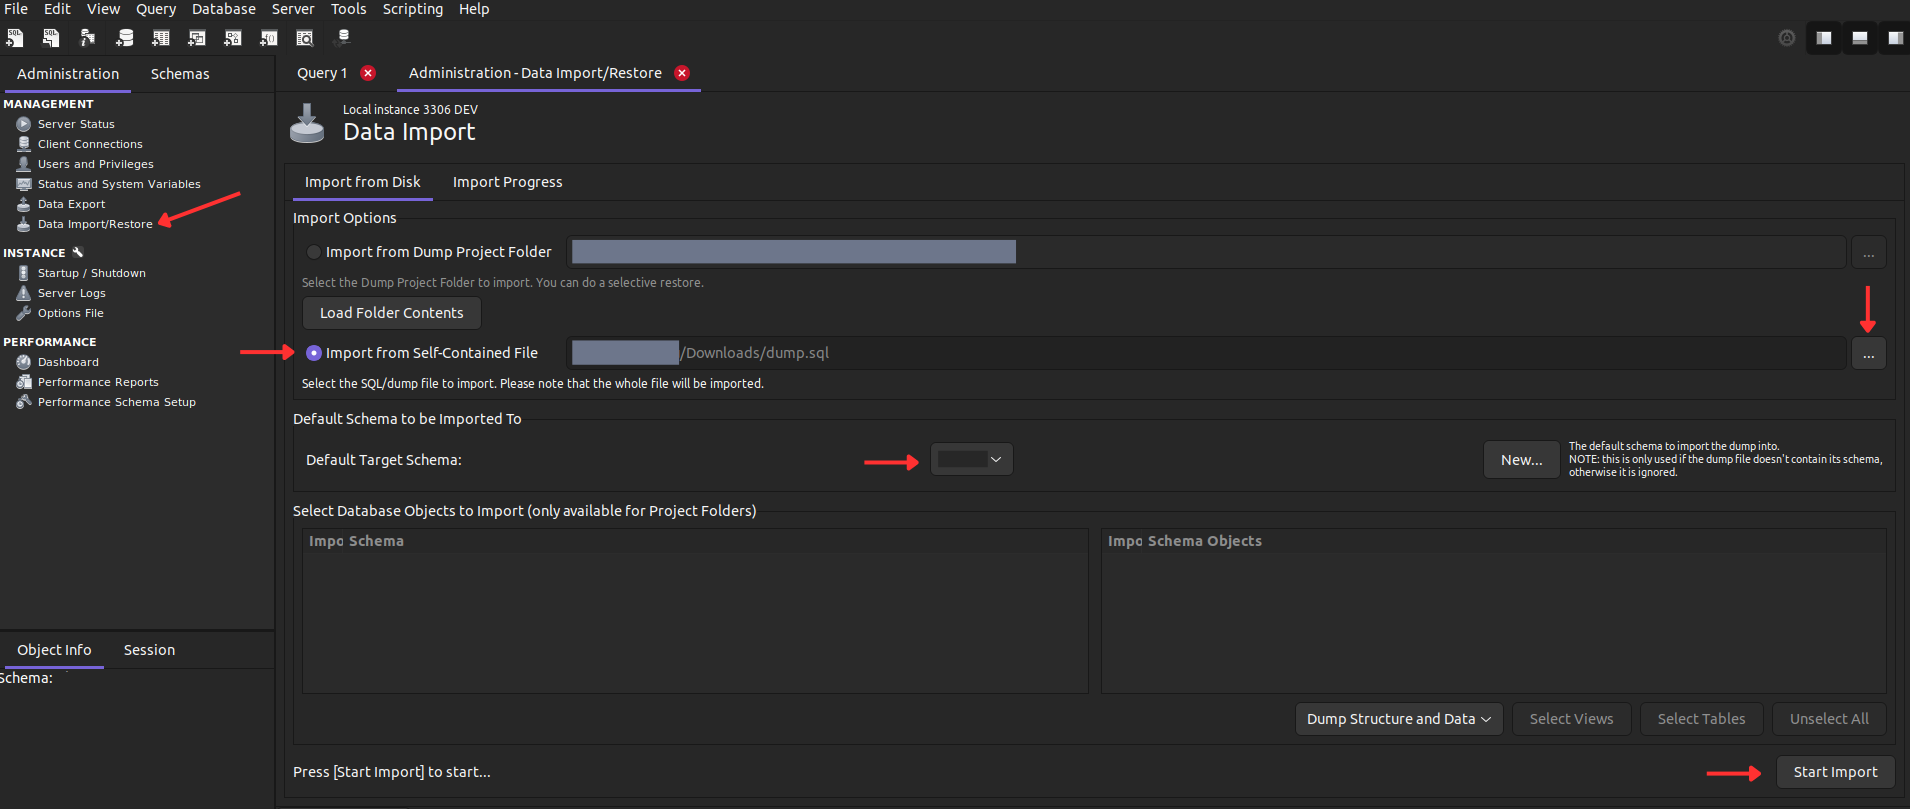 File Edit View Query Database Server Tools Scripting Help
Administration Schemas
MANAGEMENT
Server Status
Client Connections
Users and Privileges
Status and System Variables
Data Export
Data Import/Restore
INSTANCE
Startup / Shutdown
Server Logs
Options File
PERFORMANCE
Dashboard
Performance Reports
Performance Schema Setup
Object Info Session
Schema:
Query 1 Administration - Data Import/Restore
Local instance 3306 DEV
Data Import
Import from Disk Import Progress
Import Options
Import from Dump Project Folder ...
Select the Dump Project Folder to import. You can do a selective restore.
Load Folder Contents
Import from Self-Contained File /Downloads/dump.sql ...
Select the SQL/dump file to import. Please note that the whole file will be imported.
Default Schema to be Imported To
Default Target Schema: New...
The default schema to import the dump into.
NOTE: this is only used if the dump file doesn't contain its schema,
otherwise it is ignored.
Select Database Objects to Import (only available for Project Folders)
Impo Schema Impo Schema Objects
Dump Structure and Data Select Views Select Tables Unselect All
Press [Start Import] to start... Start Import